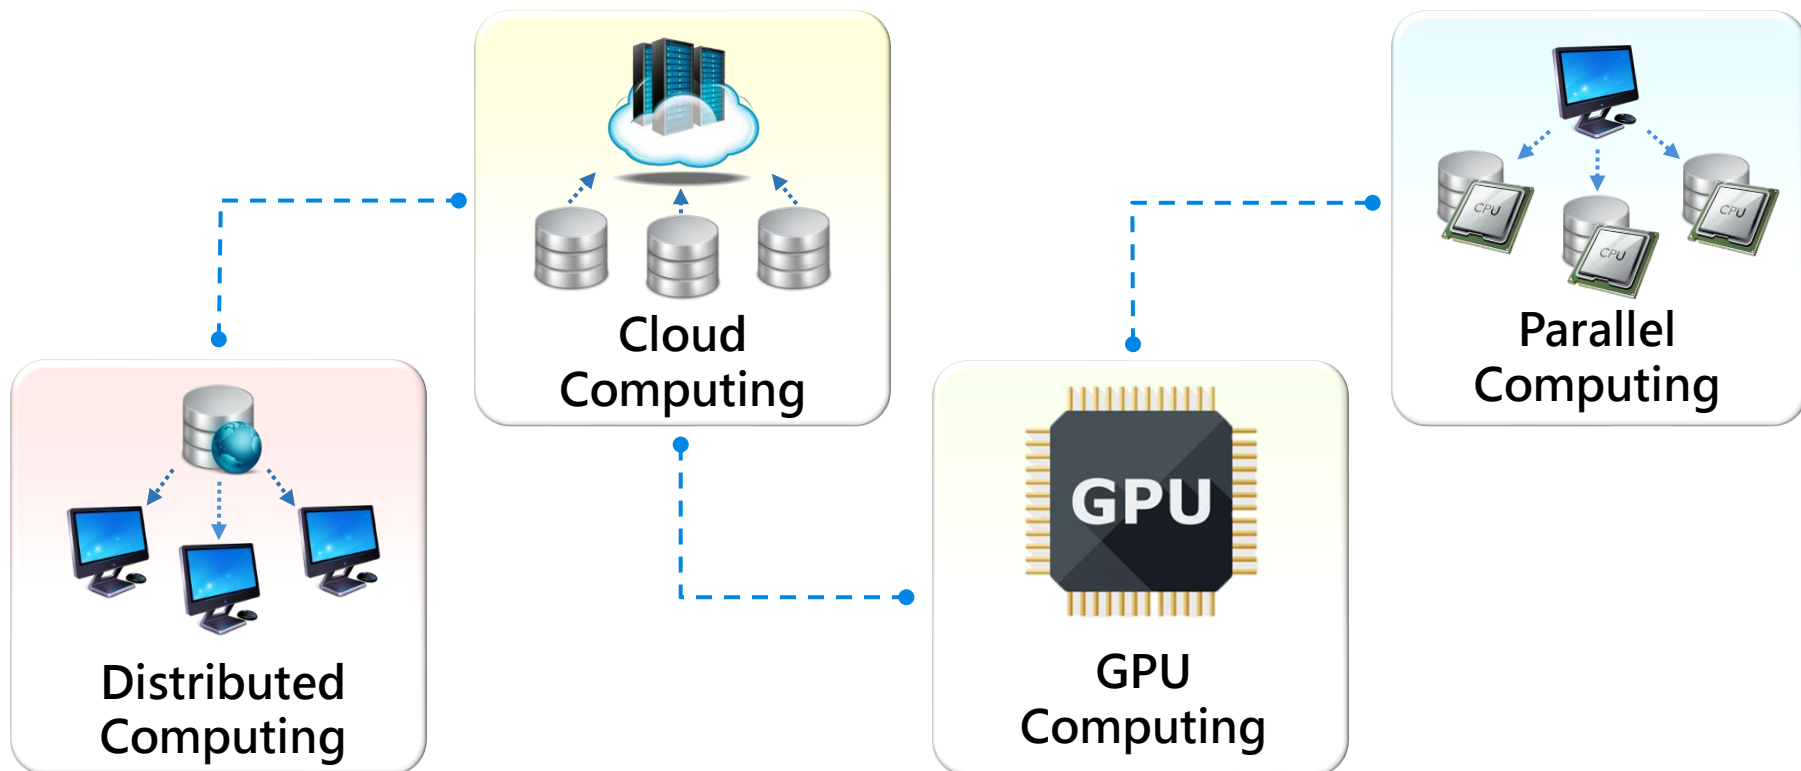 Cloud
Computing
CPU
CPU
CPU
Parallel
Computing
Distributed
Computing
GPU
GPU
Computing